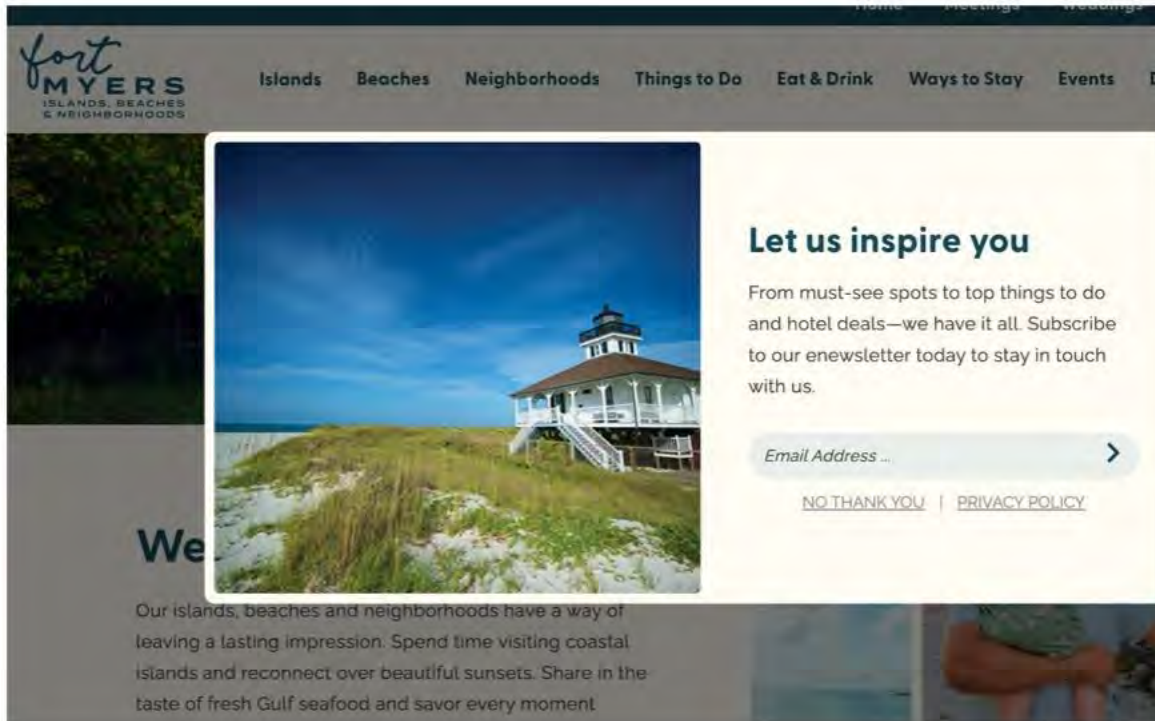 Home Meetings Weddings
fort
MYERS
ISLANDS, BEACHES
& NEIGHBORHOODS
Islands Beaches Neighborhoods Things to Do Eat & Drink Ways to Stay Events
Let us inspire you
From must-see spots to top things to do
and hotel deals—we have it all. Subscribe
to our enewsletter today to stay in touch
with us.
Email Address ...
NO THANK YOU | PRIVACY POLICY
We
Our islands, beaches and neighborhoods have a way of
leaving a lasting impression. Spend time visiting coastal
islands and reconnect over beautiful sunsets. Share in the
taste of fresh Gulf seafood and savor every moment